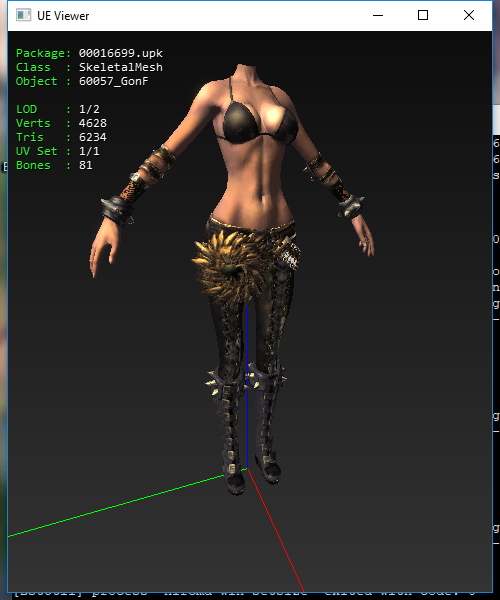 UE Viewer
Package: 00016699.upk
Class : SkeletalMesh
Object : 60057_GonF
LOD : 1/2
Verts : 4628
Tris : 6234
UV Set : 1/1
Bones : 81